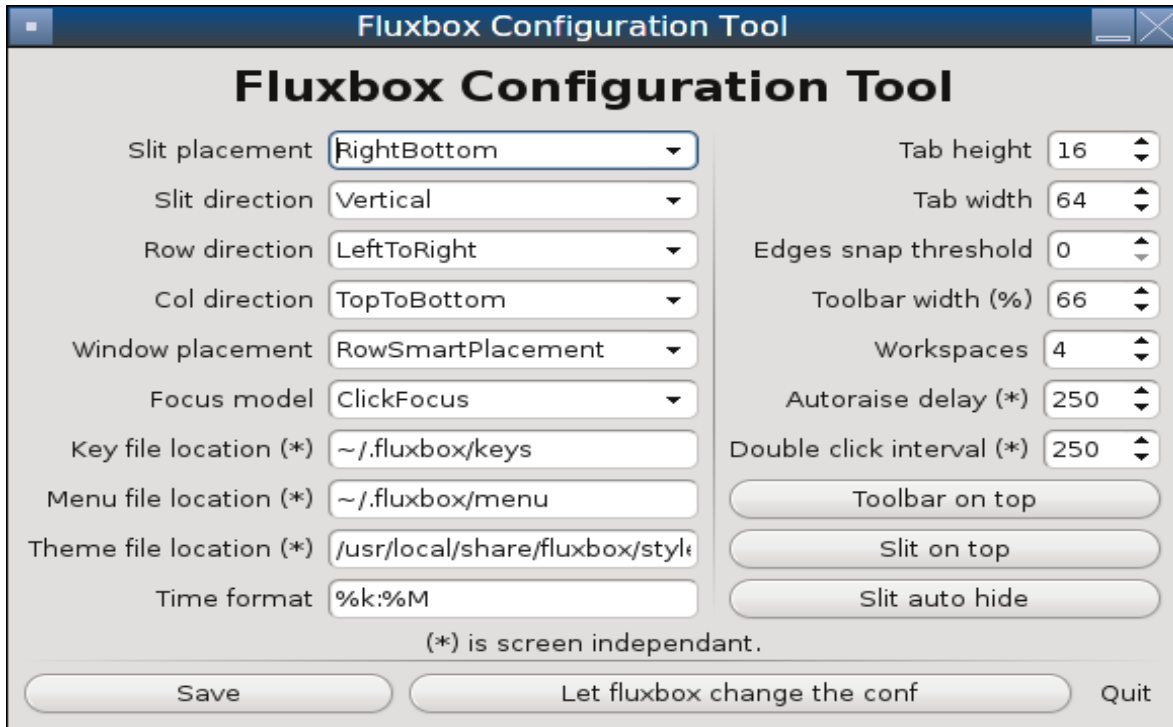 Fluxbox Configuration Tool
Fluxbox Configuration Tool
Slit placement RightBottom
Slit direction Vertical
Row direction LeftToRight
Col direction TopToBottom
Window placement RowSmartPlacement
Focus model ClickFocus
Key file location (*) ~/.fluxbox/keys
Menu file location (*) ~/.fluxbox/menu
Theme file location (*) /usr/local/share/fluxbox/style
Time format %k:%M
Tab height 16
Tab width 64
Edges snap threshold 0
Toolbar width (%) 66
Workspaces 4
Autoraise delay (*) 250
Double click interval (*) 250
Toolbar on top
Slit on top
Slit auto hide
(*) is screen independant.
Save Let fluxbox change the conf Quit